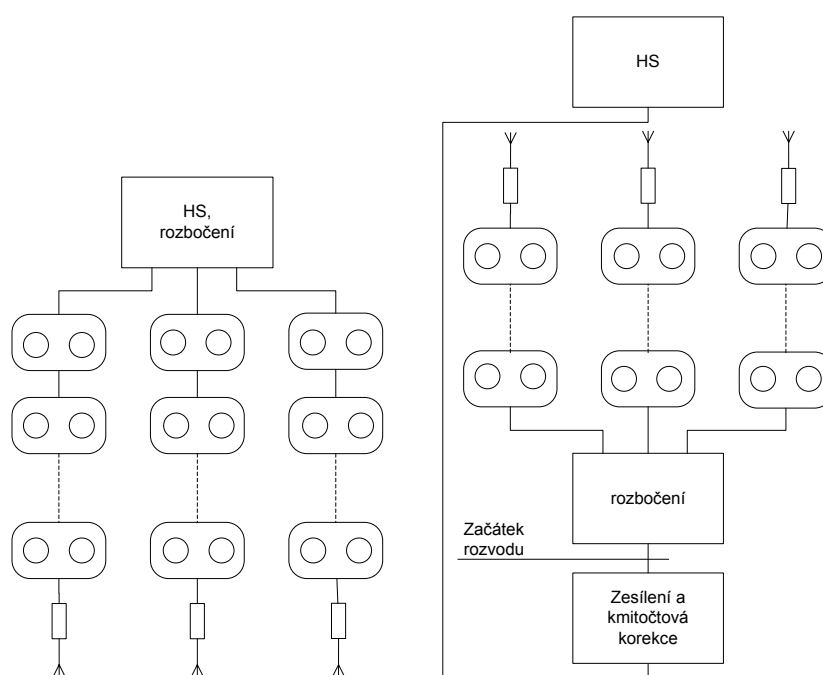 HS,
rozbočení
HS
rozbočení
Začátek
rozvodu
Zesílení a
kmitočtová
korekce